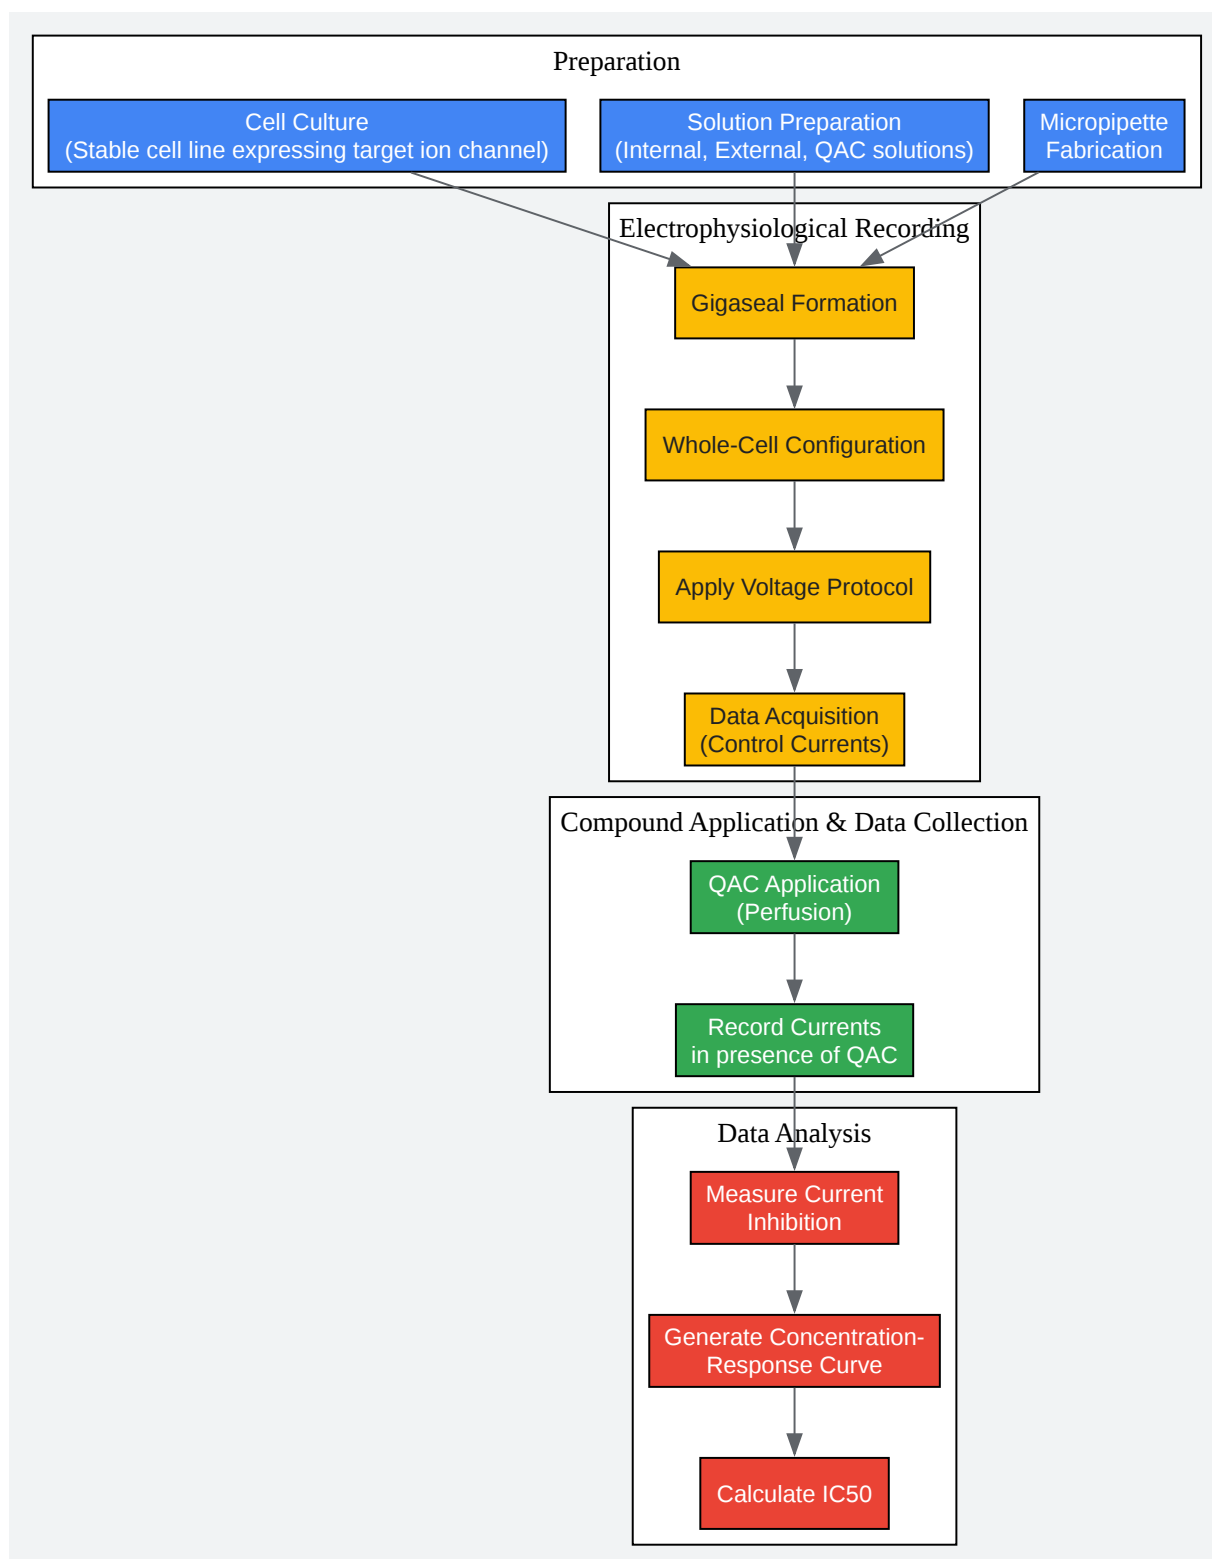 Preparation
Cell Culture
(Stable cell line expressing target ion channel)
Solution Preparation
(Internal, External, QAC solutions)
Micropipette
Fabrication
Electrophysiological Recording
Gigaseal Formation
Whole-Cell Configuration
Apply Voltage Protocol
Data Acquisition
(Control Currents)
Compound Application & Data Collection
QAC Application
(Perfusion)
Record Currents
in presence of QAC
Data Analysis
Measure Current
Inhibition
Generate Concentration-
Response Curve
Calculate IC50